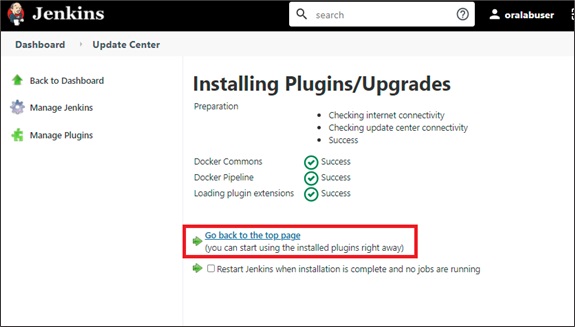 Jenkins
search
oralabuser
Dashboard
Update Center
Back to Dashboard
Manage Jenkins
Manage Plugins
Installing Plugins/Upgrades
Preparation
Checking internet connectivity
Checking update center connectivity
Success
Docker Commons Success
Docker Pipeline Success
Loading plugin extensions Success
Go back to the top page
(you can start using the installed plugins right away)
Restart Jenkins when installation is complete and no jobs are running